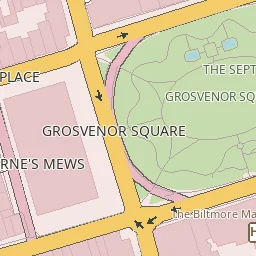 PLACE
THE SEPT
GROSVENOR SQ
GROSVENOR SQUARE
RNE'S MEWS
the Biltmore Ma
H